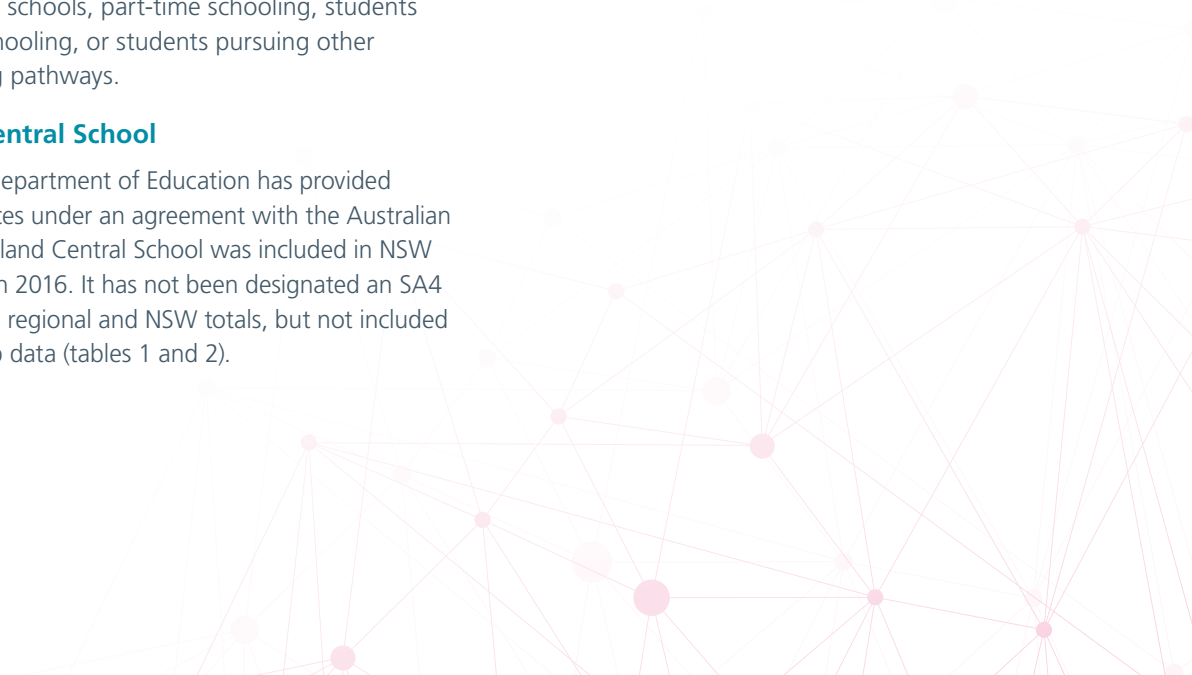 schools, part-time schooling, students
hooling, or students pursuing other
g pathways.
entral School
epartment of Education has provided
es under an agreement with the Australian
land Central School was included in NSW
n 2016. It has not been designated an SA4
regional and NSW totals, but not included
data (tables 1 and 2).